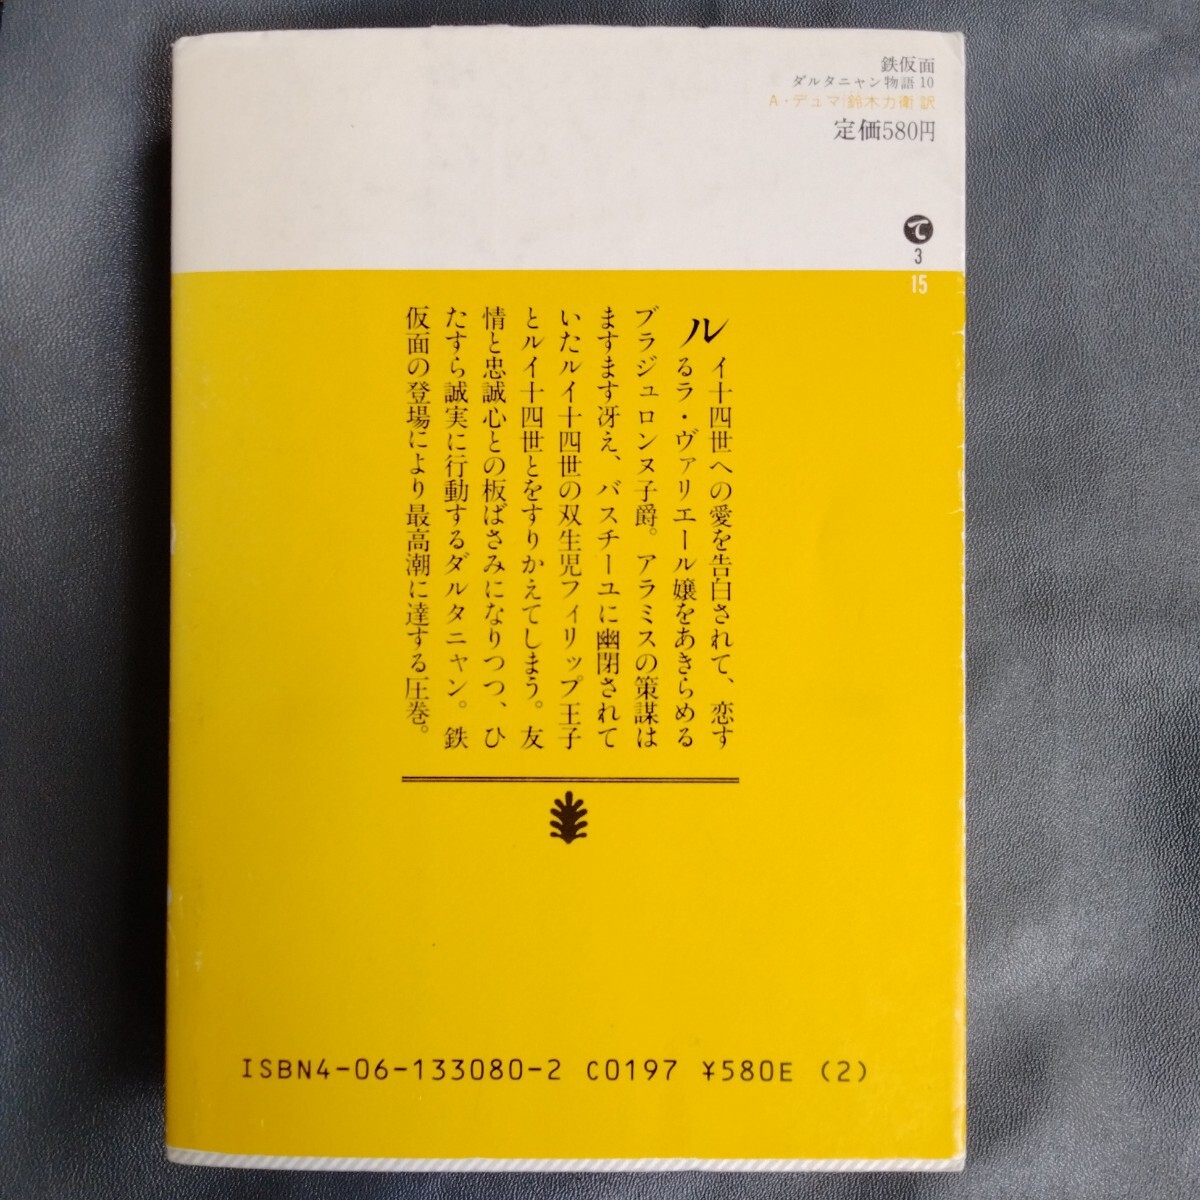 鉄仮面
ダルタニャン物語10
A・デュマ|鈴木力衛 訳
定価580円
て
3
15
ルイ十四世への愛を告白されて、恋す
るラ・ヴァリエール嬢をあきらめる
ブラジュロンヌ子爵。アラミスの策謀は
ますます冴え、バスチーユに幽閉されて
いたルイ十四世の双生児フィリップ王子
とルイ十四世とをすりかえてしまう。友
情と忠誠心との板ばさみになりつつ、ひ
たすら誠実に行動するダルタニャン。鉄
仮面の登場により最高潮に達する圧巻。
ISBN4-06-133080-2 C0197 ¥580E (2)